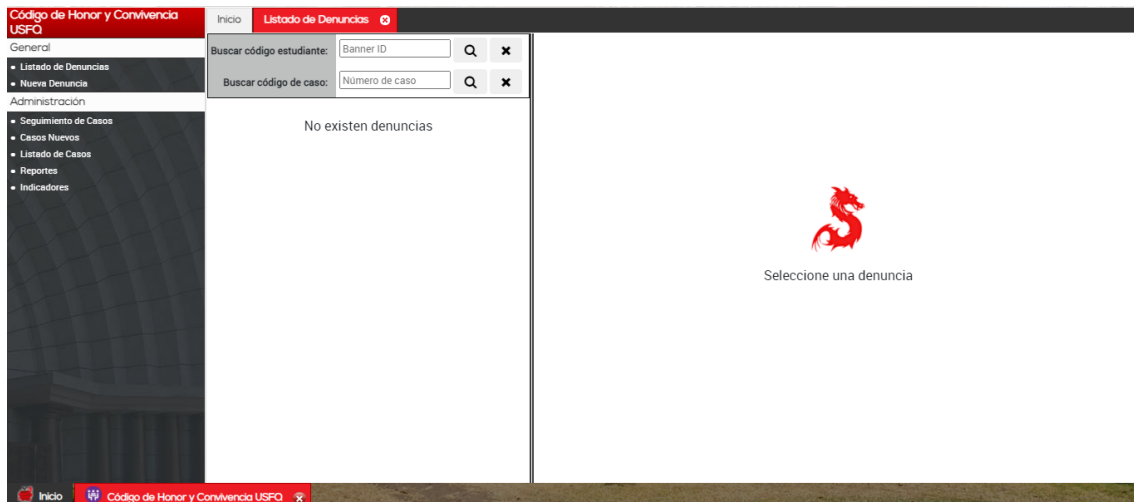 Código de Honor y Convivencia
USFQ
Inicio
Listado de Denuncias
General
Listado de Denuncias
Nueva Denuncia
Administración
Seguimiento de Casos
Casos Nuevos
Listado de Casos
Reportes
Indicadores
Buscar código estudiante:
Banner ID
Buscar código de caso:
Número de caso
No existen denuncias
Seleccione una denuncia
Inicio
Código de Honor y Convivencia USFQ